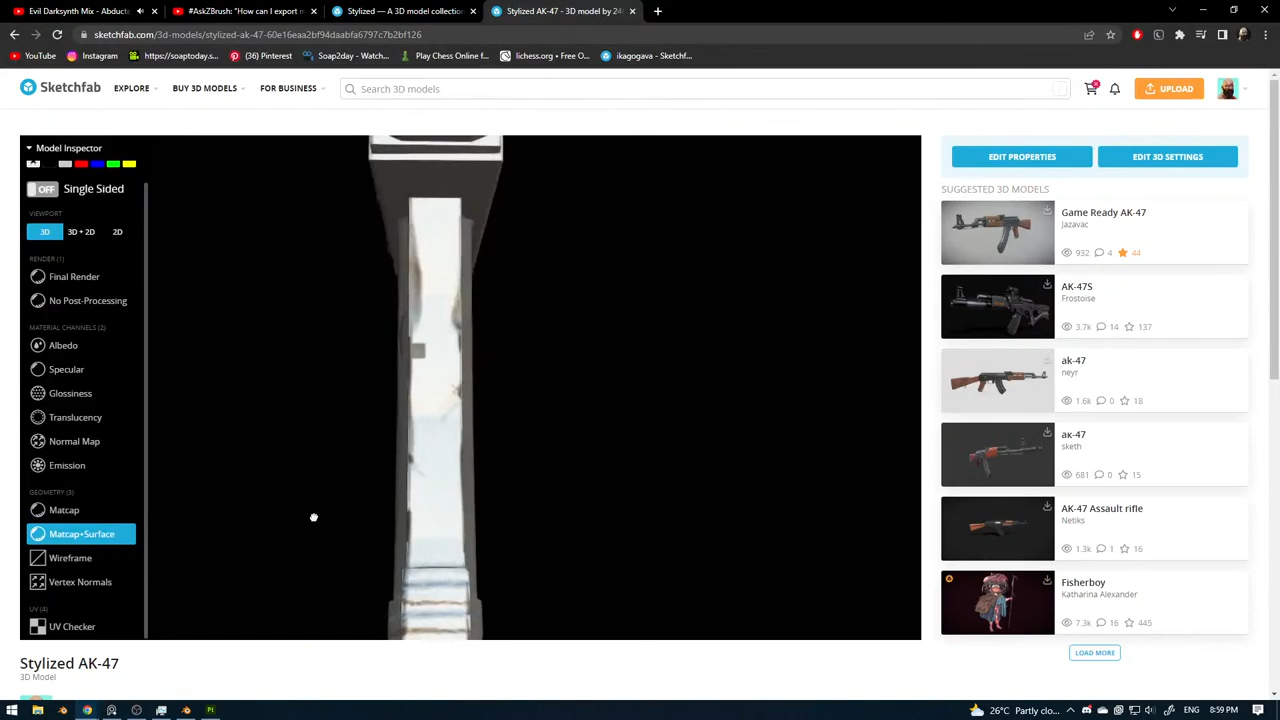 Evil Darksynth Mix - Abducte
#AskZBrush: "How can I export m
Stylized — A 3D model collection
Stylized AK-47 - 3D model by 24
sketchfab.com/3d-models/stylized-ak-47-60e16eaa2bf94daabfa6797c7b2bf126
YouTube
Instagram
https://soaptoday.s...
(36) Pinterest
Soap2day - Watch...
Play Chess Online f...
lichess.org • Free O...
ikagogava - Sketchf...
Sketchfab
EXPLORE
BUY 3D MODELS
FOR BUSINESS
Search 3D models
/
UPLOAD
Model Inspector
OFF
Single Sided
VIEWPORT
3D
3D + 2D
2D
RENDER (1)
Final Render
No Post-Processing
MATERIAL CHANNELS (2)
Albedo
Specular
Glossiness
Translucency
Normal Map
Emission
GEOMETRY (3)
Matcap
Matcap+Surface
Wireframe
Vertex Normals
UV (4)
UV Checker
EDIT PROPERTIES
EDIT 3D SETTINGS
SUGGESTED 3D MODELS
Game Ready AK-47
Jazavac
932 4 44
AK-47S
Frostoise
3.7k 14 137
ak-47
neyr
1.6k 0 18
ак-47
sketh
681 0 15
AK-47 Assault rifle
Netiks
1.3k 1 16
Fisherboy
Katharina Alexander
7.3k 16 445
LOAD MORE
Stylized AK-47
3D Model
26°C Partly clo...
ENG
8:59 PM